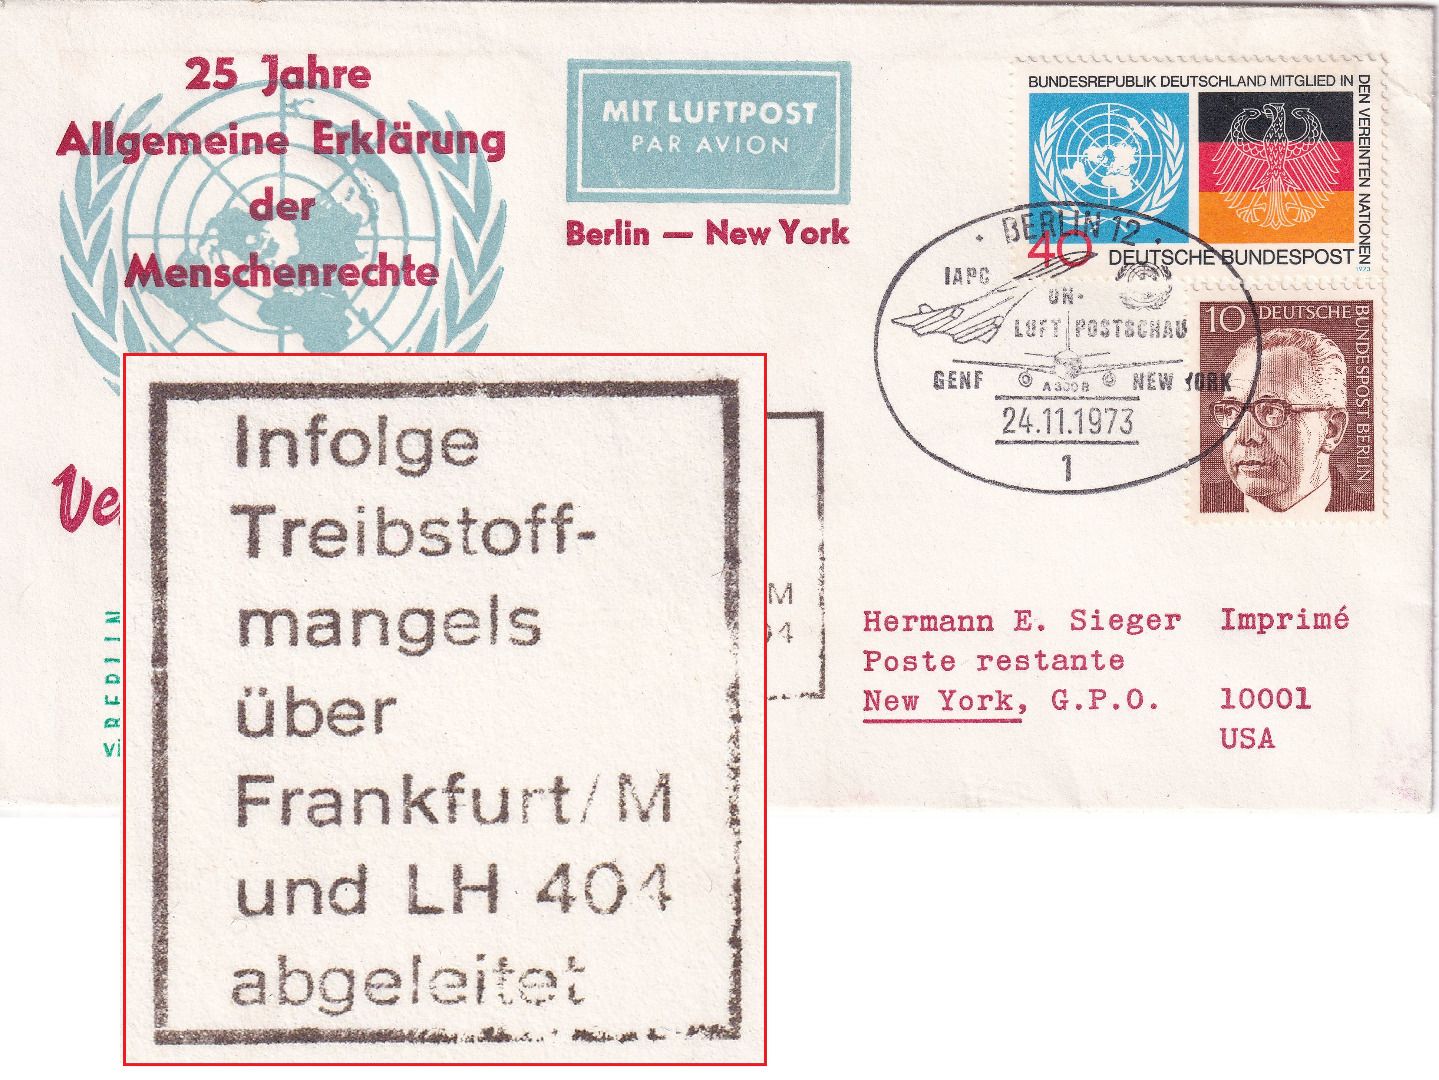 25 Jahre
Allgemeine Erklärung
der
Menschenrechte
MIT LUFTPOST
PAR AVION
Berlin — New York
BUNDESREPUBLIK DEUTSCHLAND MITGLIED IN
DEN VEREINTEN NATIONEN
1973
40
DEUTSCHE BUNDESPOST
10
DEUTSCHE
BUNDESPOST BERLIN
BERLIN 12
IAPC
UN-
LUFTPOSTSCHAU
GENF
A300B
NEW YORK
24.11.1973
1
Infolge
Treibstoff-
mangels
über
Frankfurt/M
und LH 404
abgeleitet
Hermann E. Sieger Imprimé
Poste restante
New York, G.P.O. 10001
USA